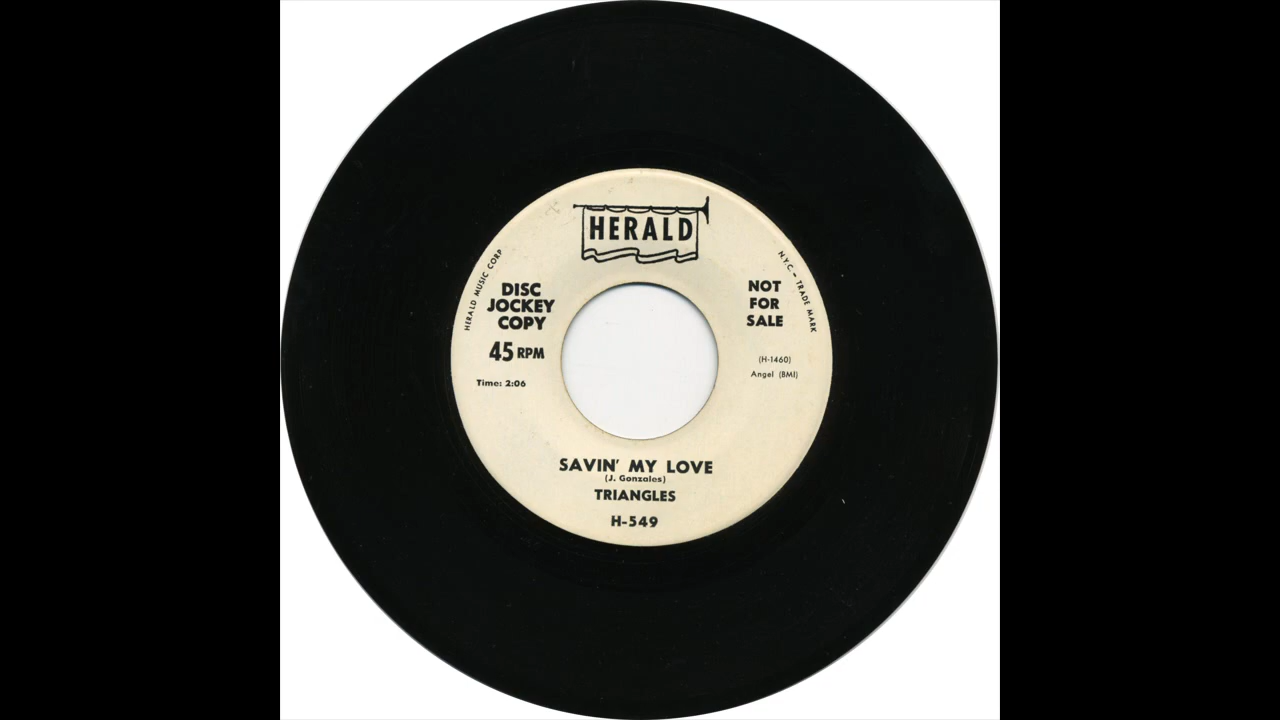 HERALD
HERALD MUSIC CORP
N.Y.C. – TRADE MARK
DISC
JOCKEY
COPY
45 RPM
Time: 2:06
NOT
FOR
SALE
(H-1460)
Angel (BMI)
SAVIN' MY LOVE
(J. Gonzales)
TRIANGLES
H-549